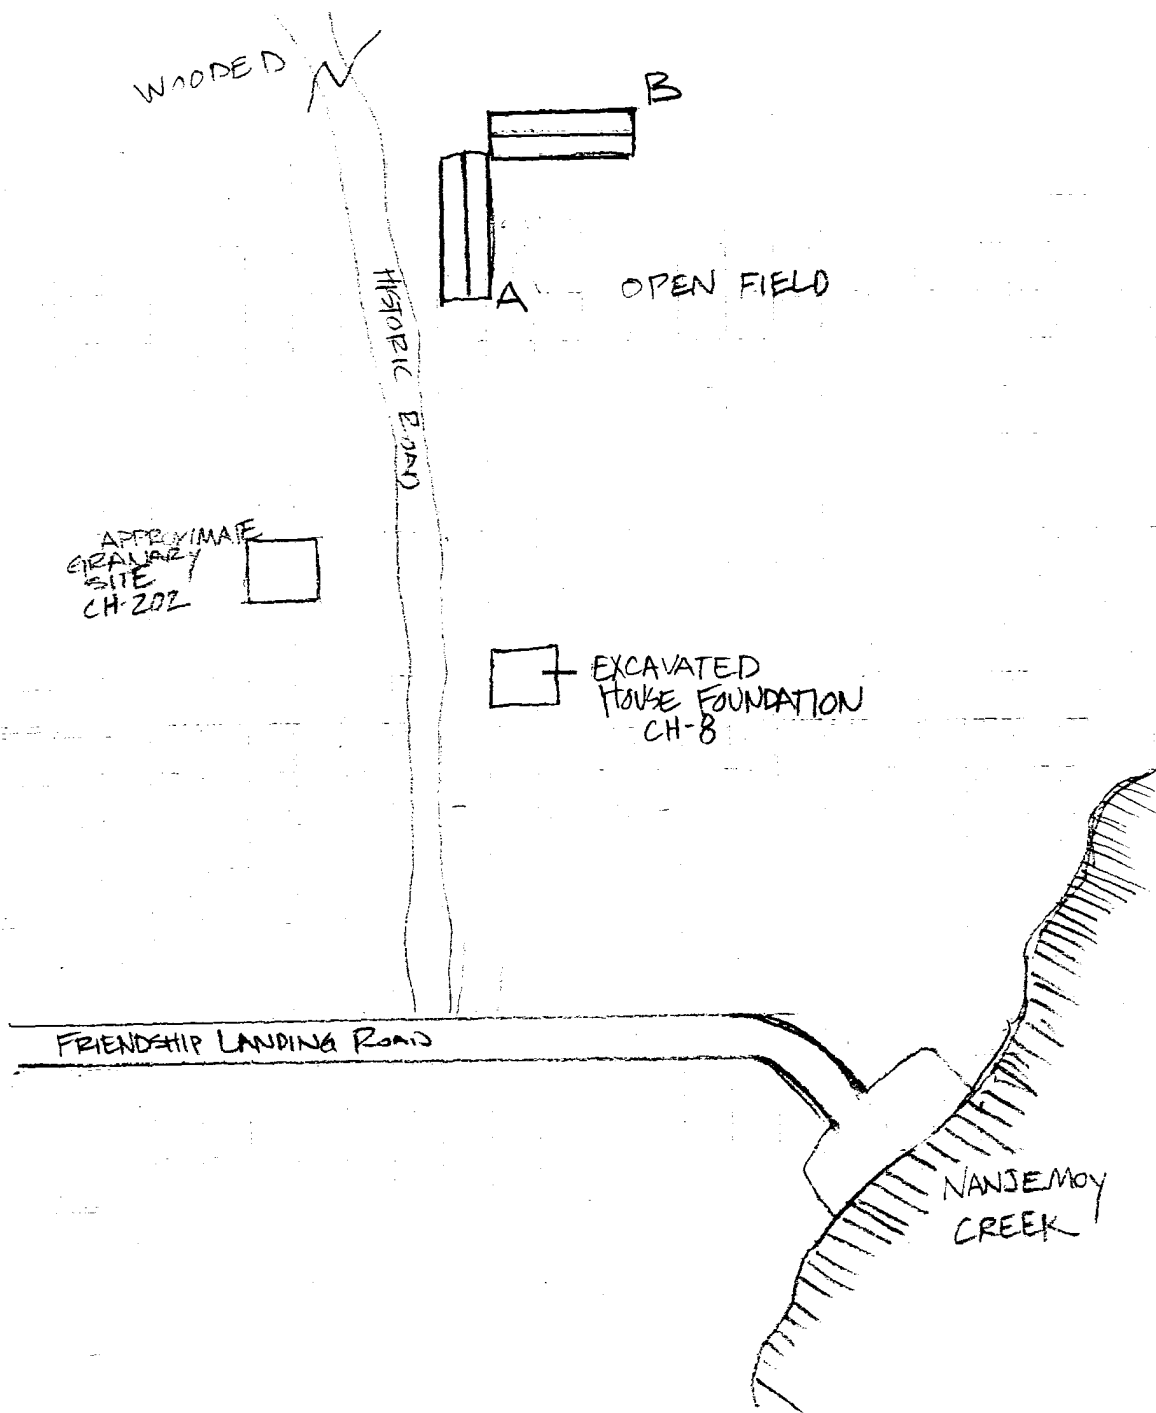 WOODED
N
B
A
OPEN FIELD
HISTORIC ROAD
APPROXIMATE
GRANARY
SITE
CH-202
EXCAVATED
HOUSE FOUNDATION
CH-8
FRIENDSHIP LANDING ROAD
NANJEMOY
CREEK